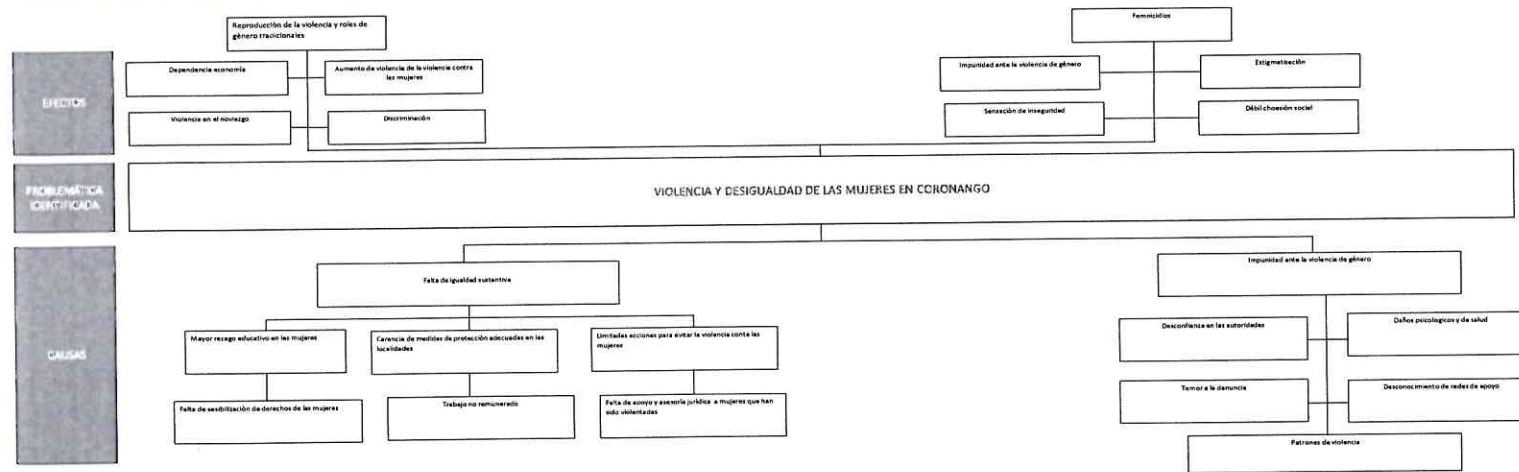 Reproducción de la violencia y roles de
género tradicionales
Dependencia economía
Aumento de violencia de la violencia contra
las mujeres
Violencia en el noviazgo
Discriminación
Feminicidios
Impunidad ante la violencia de género
Estigmatización
Sensación de inseguridad
Débil choesión social
EFECTOS
PROBLEMÁTICA
IDENTIFICADA
VIOLENCIA Y DESIGUALDAD DE LAS MUJERES EN CORONANGO
CAUSAS
Falta de igualdad sustantiva
Mayor rezago educativo en las mujeres
Carencia de medidas de protección adecuadas en las
localidades
Limitadas acciones para evitar la violencia conta las
mujeres
Falta de sesibilización de derechos de las mujeres
Trabajo no remunerado
Falta de apoyo y asesoría jurídica a mujeres que han
sido violentadas
Impunidad ante la violencia de género
Desconfianza en las autoridades
Daños psicologicos y de salud
Temor a la denuncia
Desconocimiento de redes de apoyo
Patrones de violencia